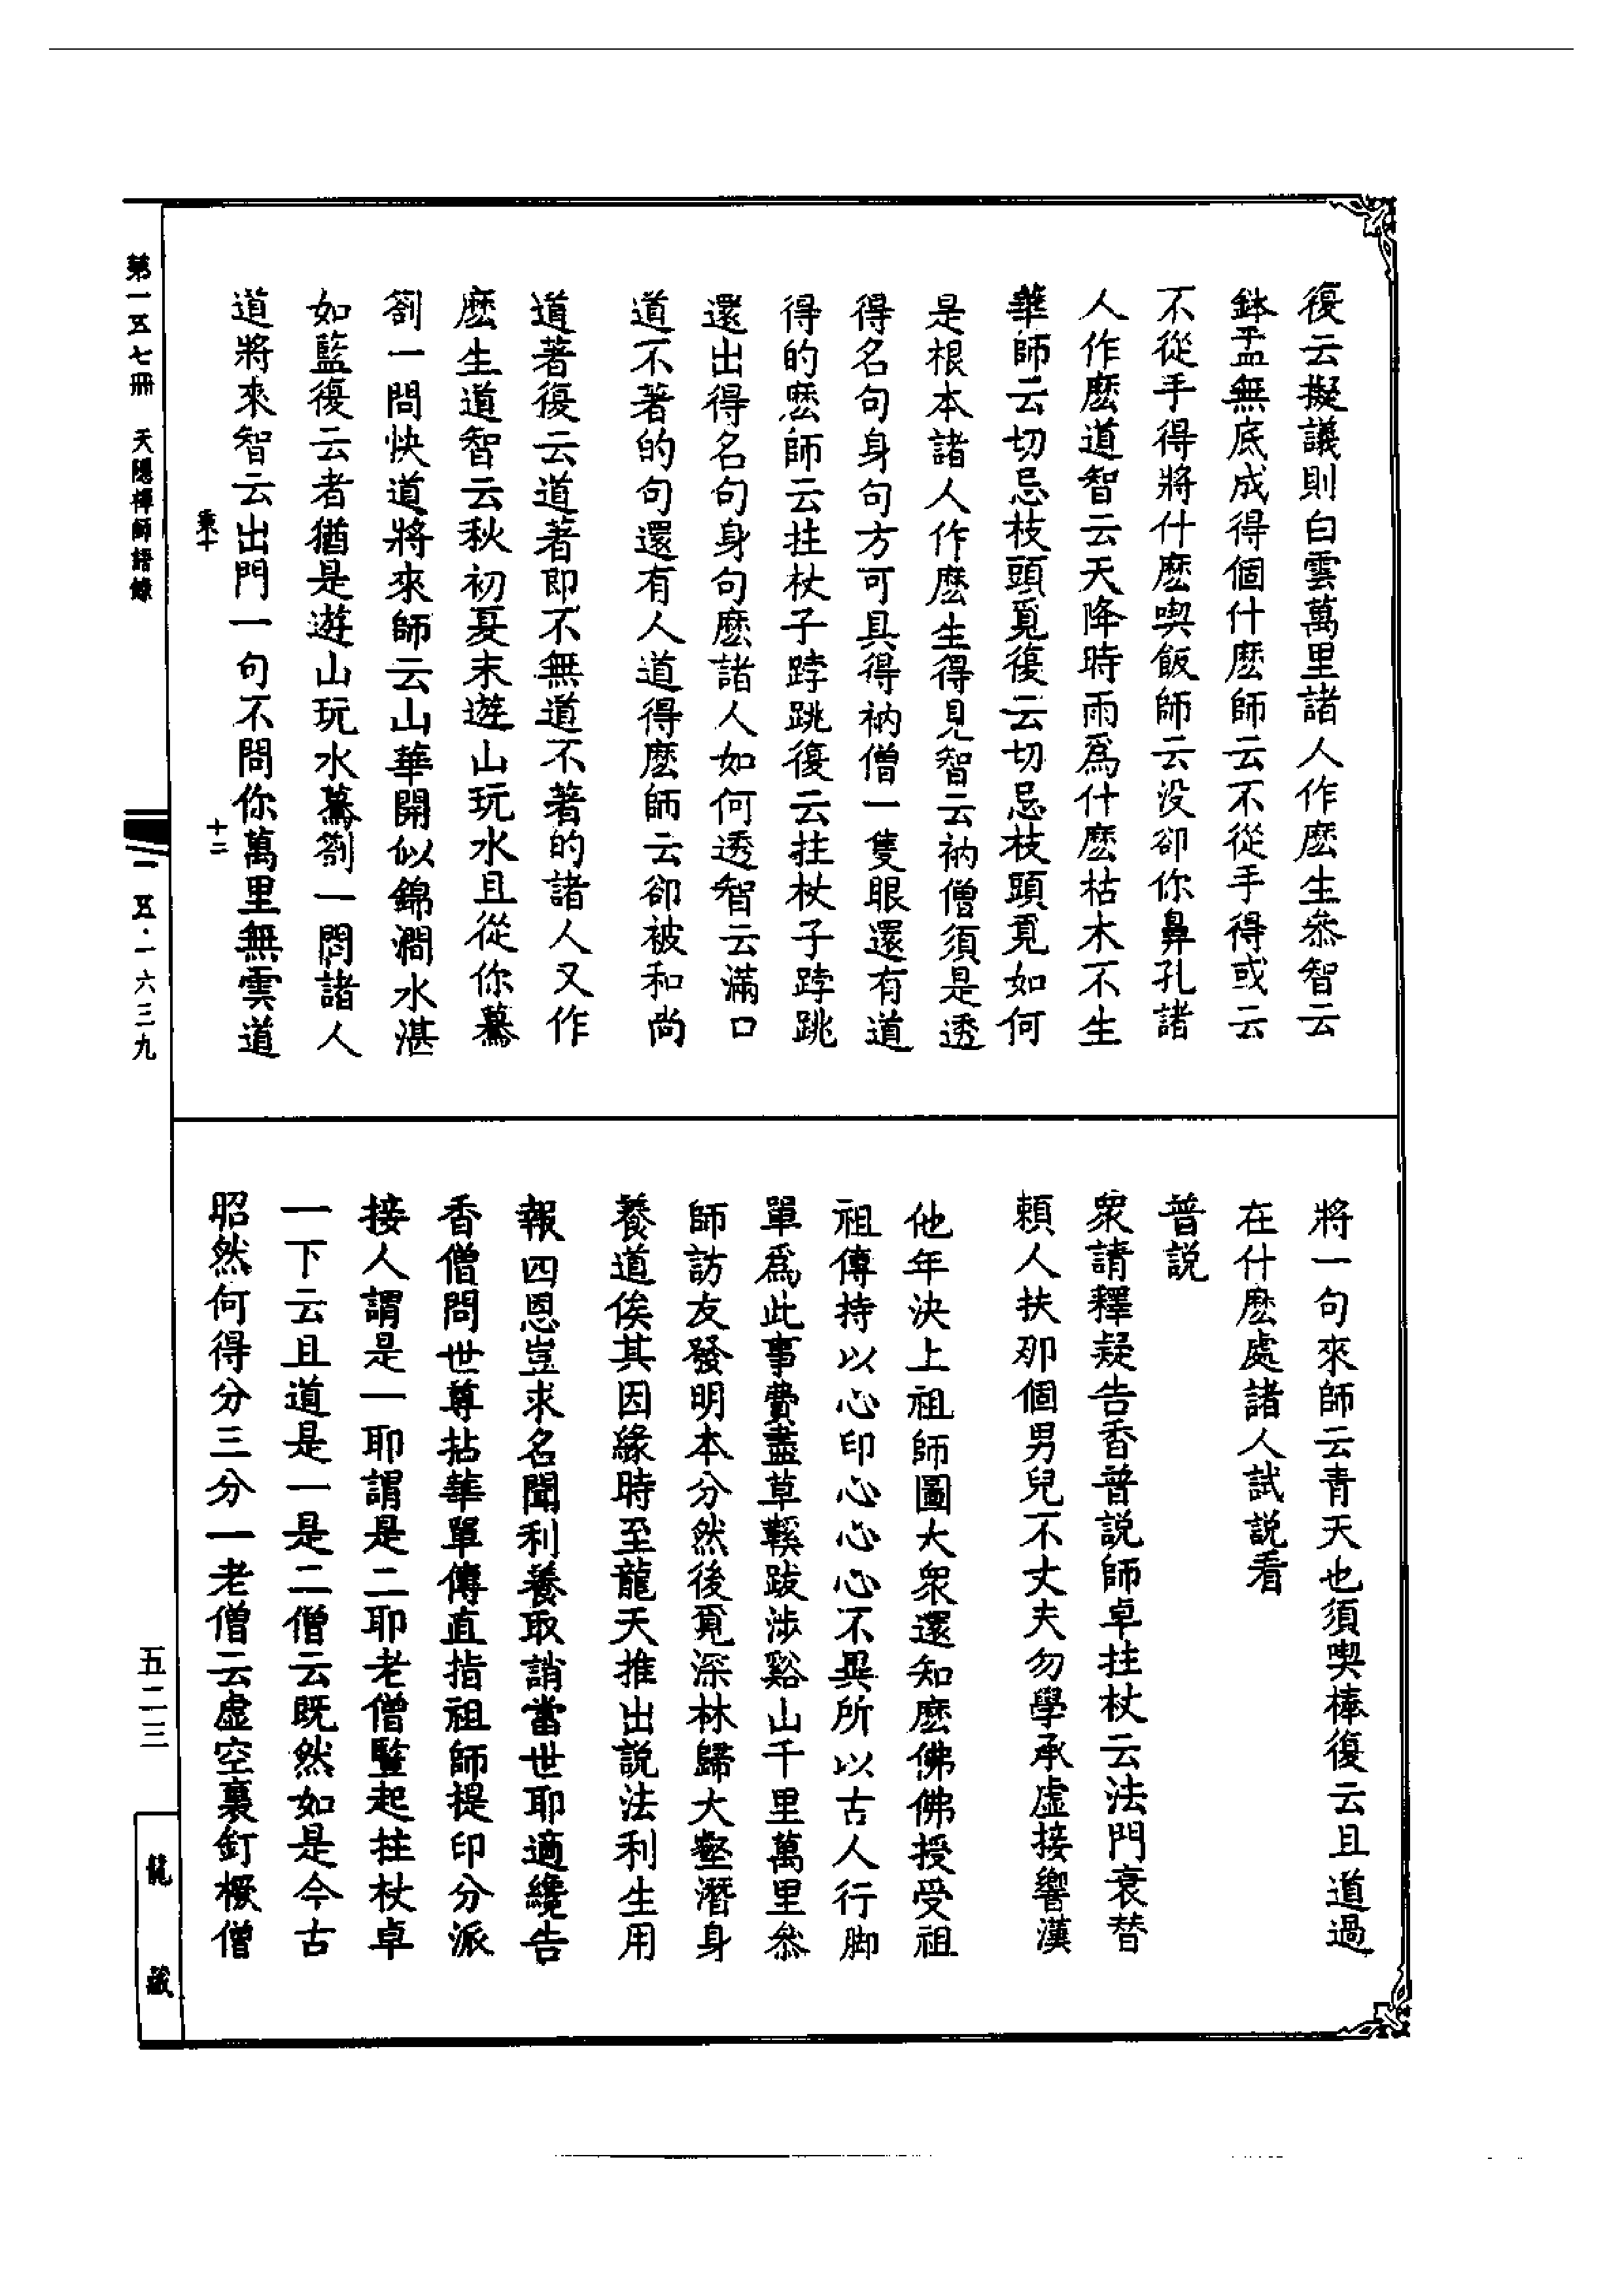 復云擬議則白雲萬里諸人作麽生叅智云
鉢盂無底成得個什麽師云不從手得或云
不從手得將什麽喫飯師云没卻你鼻孔諸
人作麽道智云天降時雨爲什麽枯木不生
華師云切忌枝頭覓復云切忌枝頭覓如何
是根本諸人作麽生得見智云衲僧須是透
得名句身句方可具得衲僧一隻眼還有道
得的麽師云拄杖子𨁝跳復云拄杖子𨁝跳
還出得名句身句麽諸人如何透智云滿口
道不著的句還有人道得麽師云卻被和尚
道著復云道著即不無道不著的諸人又作
麽生道智云秋初夏末遊山玩水且從你驀
劄一問快道將來師云山華開似錦澗水湛
如藍復云者猶是遊山玩水驀劄一問諸人
道將來智云出門一句不問你萬里無雲道
將一句來師云青天也須喫棒復云且道過
在什麽處諸人試説看
普説
衆請釋疑告香普説師卓拄杖云法門衰替
賴人扶那個男兒不丈夫勿學承虛接響漢
他年決上祖師圖大衆還知麽佛佛授受祖
祖傳持以心印心心心不異所以古人行脚
單爲此事費盡草鞵跋涉谿山千里萬里叅
師訪友發明本分然後覓深林歸大壑潛身
養道俟其因緣時至龍天推出説法利生用
報四恩豈求名聞利養取誚當世耶適纔告
香僧問世尊拈華單傳直指祖師提印分派
接人謂是一耶謂是二耶老僧豎起拄杖卓
一下云且道是一是二僧云既然如是今古
昭然何得分三分一老僧云虛空裏釘橛僧
第一五七冊　天隱禪師語錄
秉十　十二
一五·一六三九
五二三
龍藏